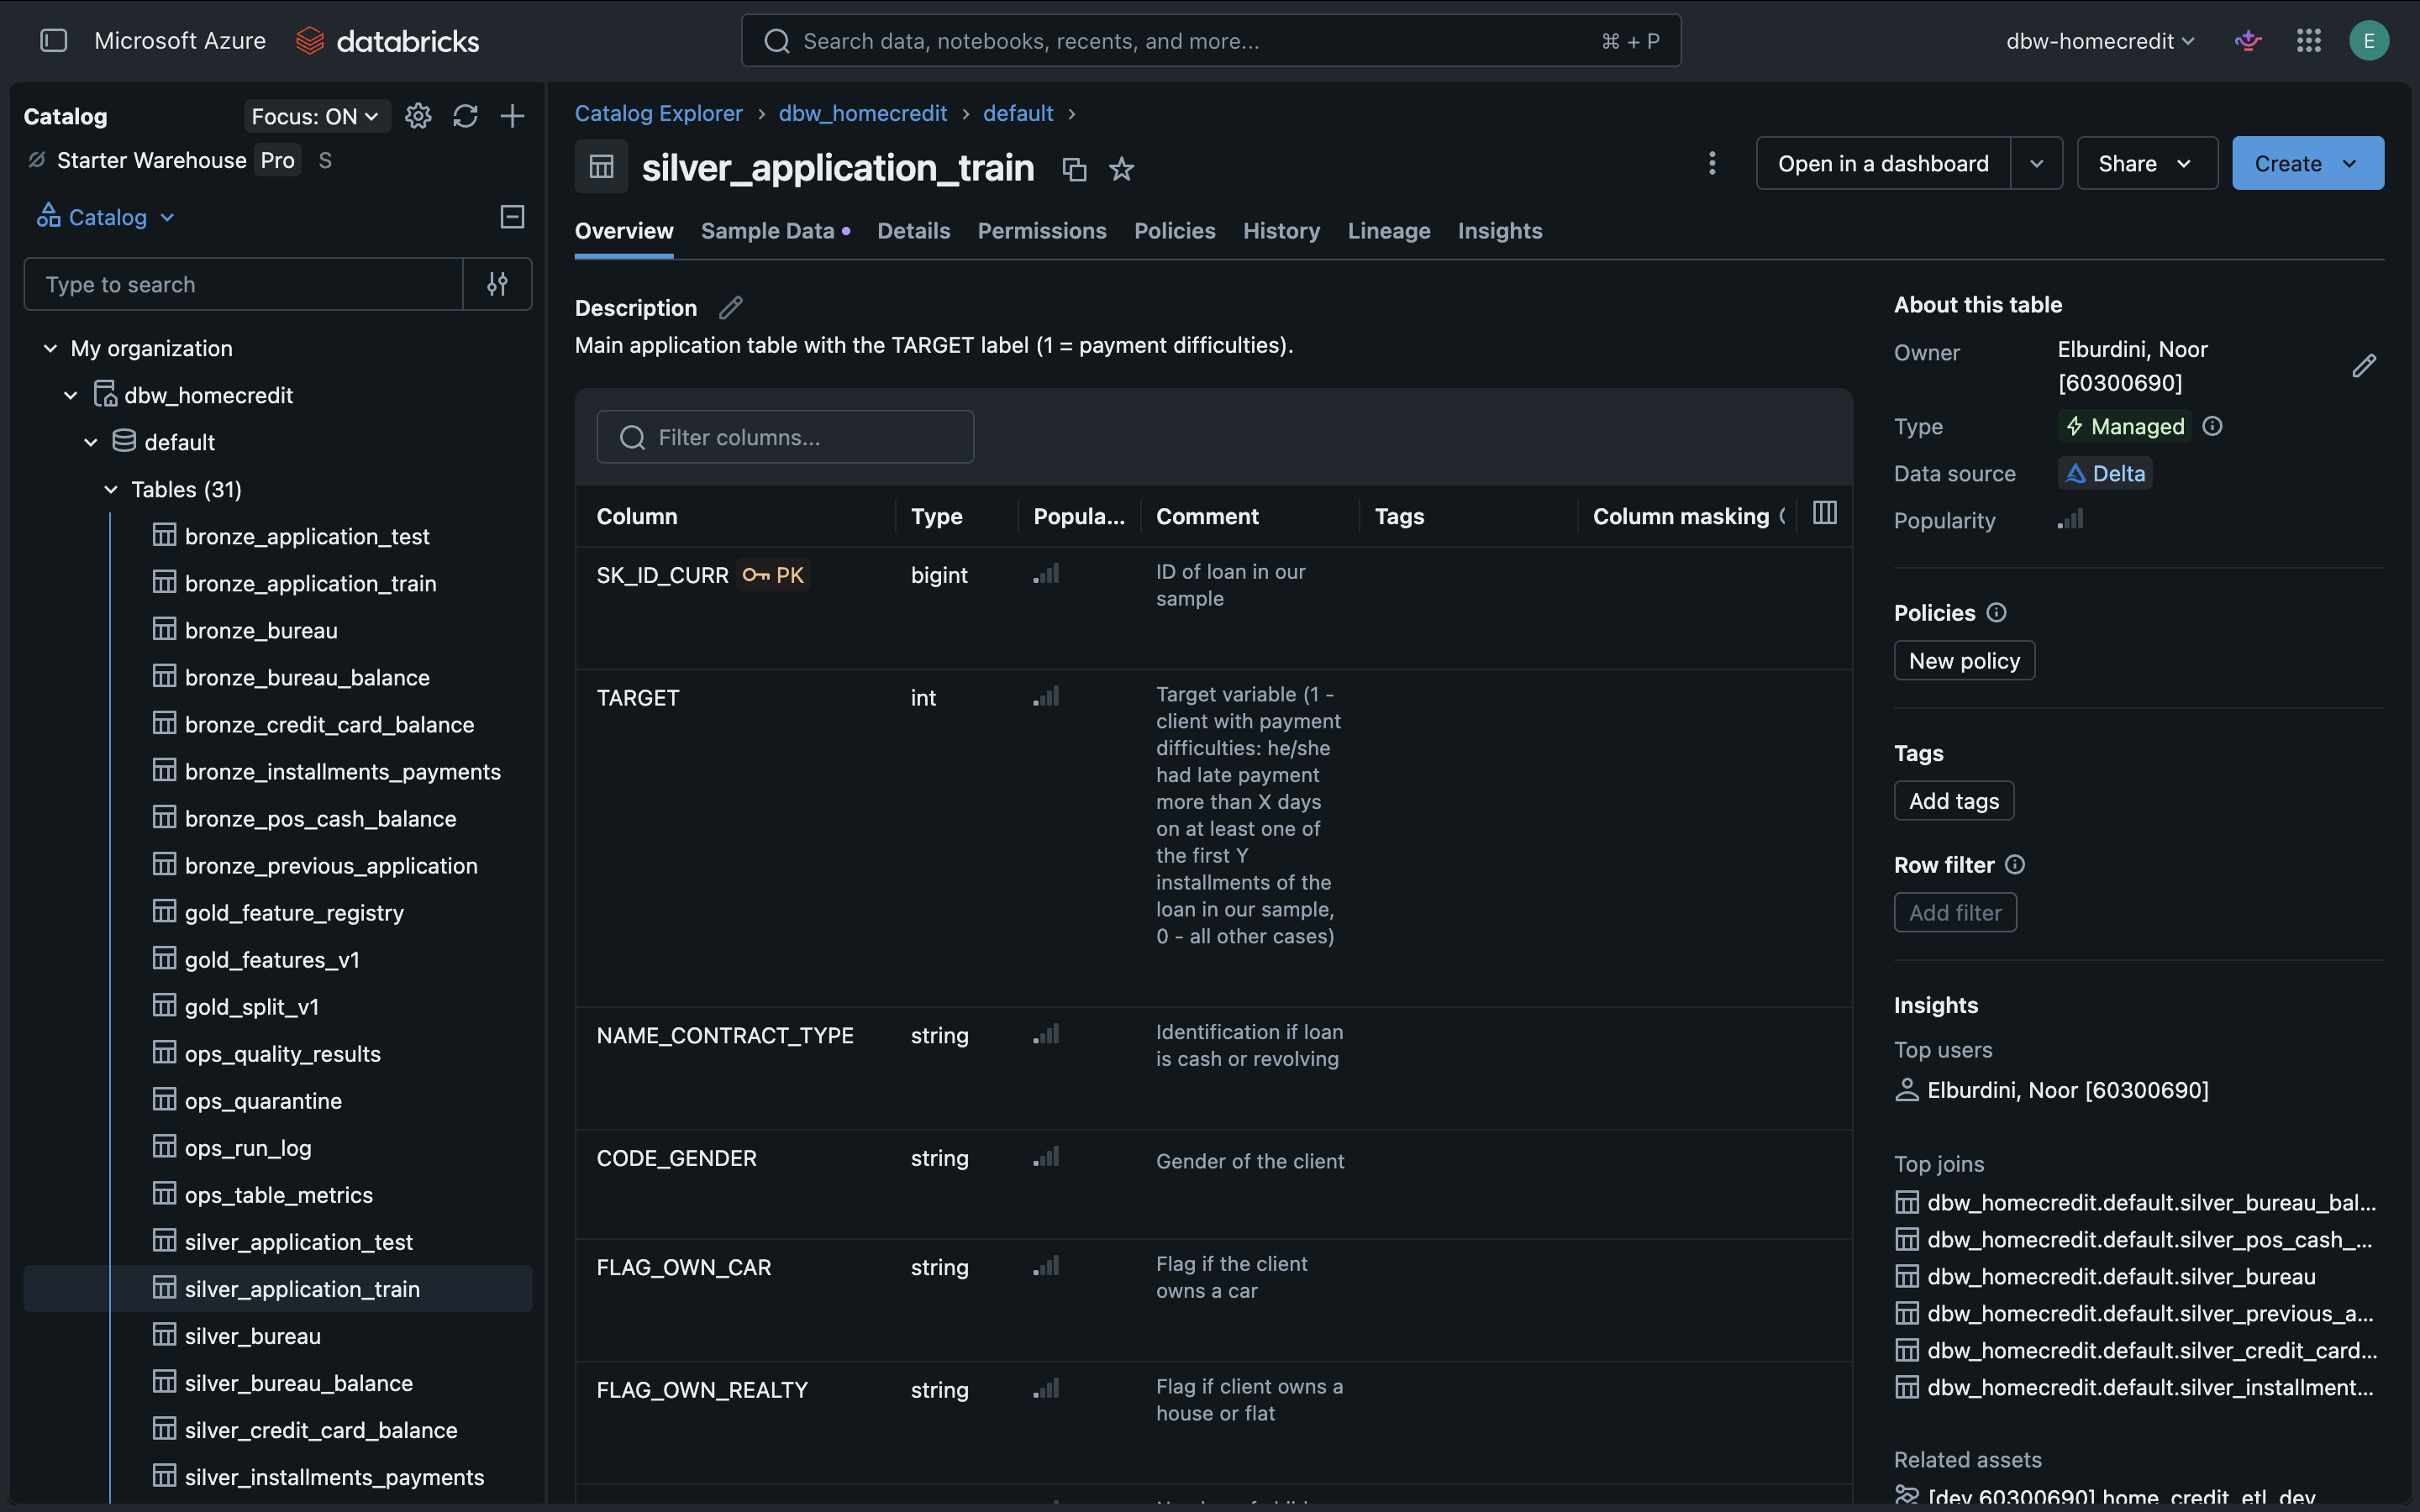 Microsoft Azure
databricks
Search data, notebooks, recents, and more...
⌘ + P
dbw-homecredit
E
Catalog
Focus: ON
Starter Warehouse
Pro
S
Catalog
Type to search
My organization
dbw_homecredit
default
Tables (31)
bronze_application_test
bronze_application_train
bronze_bureau
bronze_bureau_balance
bronze_credit_card_balance
bronze_installments_payments
bronze_pos_cash_balance
bronze_previous_application
gold_feature_registry
gold_features_v1
gold_split_v1
ops_quality_results
ops_quarantine
ops_run_log
ops_table_metrics
silver_application_test
silver_application_train
silver_bureau
silver_bureau_balance
silver_credit_card_balance
silver_installments_payments
Catalog Explorer › dbw_homecredit › default ›
silver_application_train
Open in a dashboard
Share
Create
Overview
Sample Data
Details
Permissions
Policies
History
Lineage
Insights
Description
Main application table with the TARGET label (1 = payment difficulties).
Filter columns...
Column
Type
Popula...
Comment
Tags
Column masking
SK_ID_CURR
PK
bigint
ID of loan in our
sample
TARGET
int
Target variable (1 -
client with payment
difficulties: he/she
had late payment
more than X days
on at least one of
the first Y
installments of the
loan in our sample,
0 - all other cases)
NAME_CONTRACT_TYPE
string
Identification if loan
is cash or revolving
CODE_GENDER
string
Gender of the client
FLAG_OWN_CAR
string
Flag if the client
owns a car
FLAG_OWN_REALTY
string
Flag if client owns a
house or flat
About this table
Owner
Elburdini, Noor
[60300690]
Type
Managed
Data source
Delta
Popularity
Policies
New policy
Tags
Add tags
Row filter
Add filter
Insights
Top users
Elburdini, Noor [60300690]
Top joins
dbw_homecredit.default.silver_bureau_bal...
dbw_homecredit.default.silver_pos_cash_...
dbw_homecredit.default.silver_bureau
dbw_homecredit.default.silver_previous_a...
dbw_homecredit.default.silver_credit_card...
dbw_homecredit.default.silver_installment...
Related assets
[dev 60300690] home_credit_etl_dev